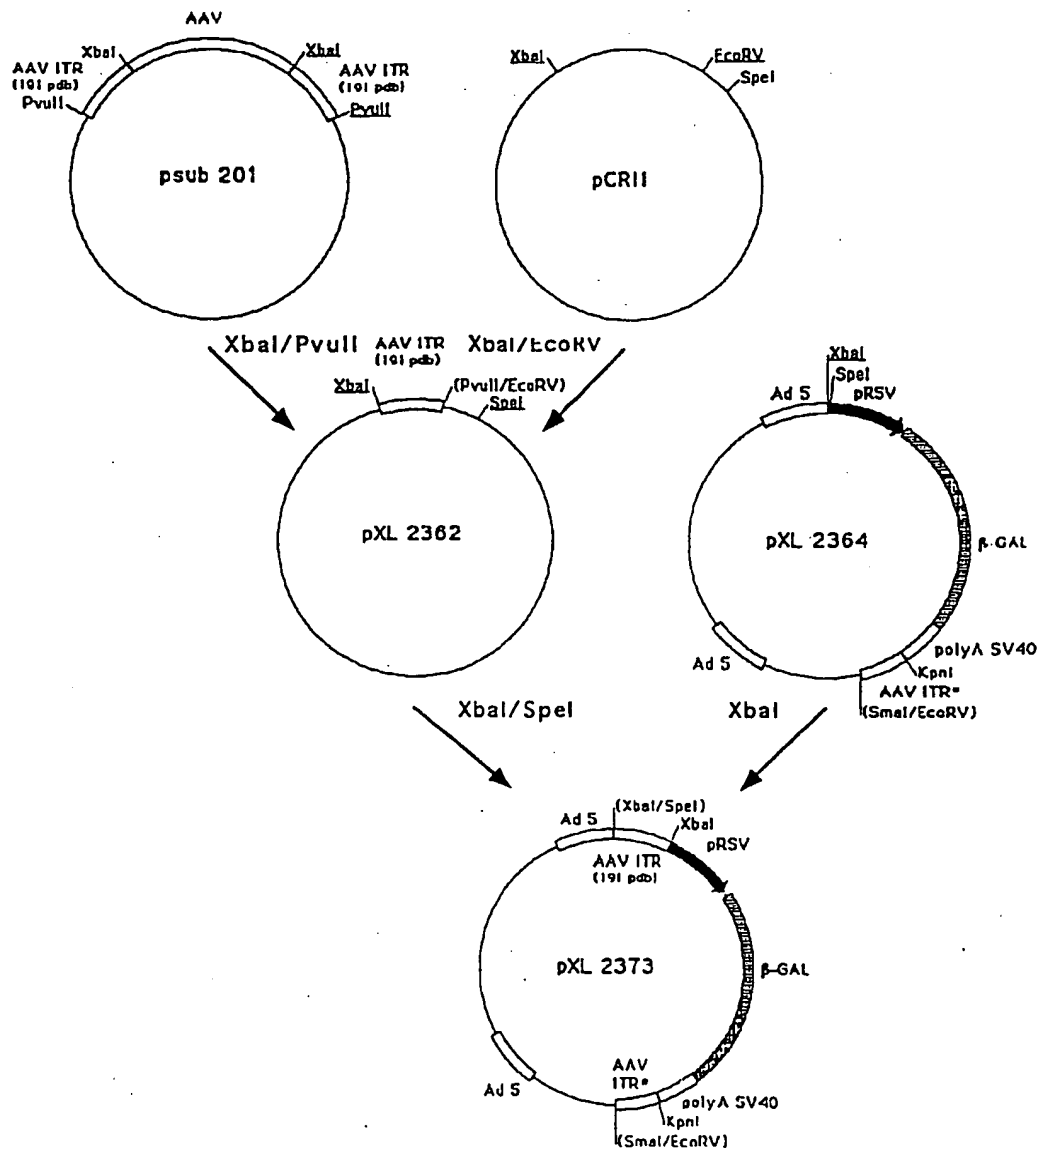 AAV
XbaI
XbaI
AAV ITR
(191 pdb)
AAV ITR
(191 pdb)
PvuII
PvuII
psub 201
XbaI
EcoRV
SpeI
pCRII
XbaI/PvuII
AAV ITR
(191 pdb)
XbaI/EcoRV
XbaI
(PvuII/EcoRV)
SpeI
pXL 2362
XbaI
SpeI
Ad 5
pRSV
pXL 2364
β-GAL
polyA SV40
KpnI
AAV ITR*
(SmaI/EcoRV)
Ad 5
XbaI/SpeI
XbaI
(XbaI/SpeI)
Ad 5
XbaI
pRSV
AAV ITR
(191 pdb)
pXL 2373
β-GAL
AAV
ITR*
Ad 5
polyA SV40
KpnI
(SmaI/EcoRV)